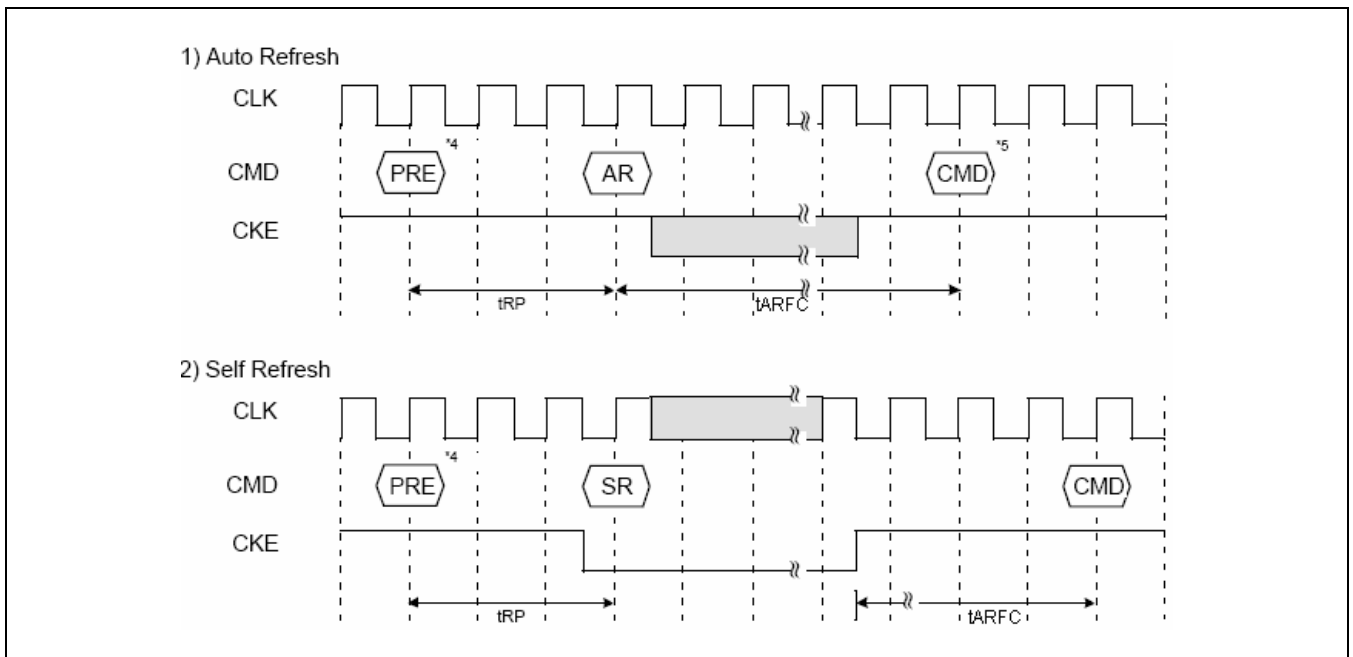 1) Auto Refresh
CLK
CMD PRE *4 AR CMD *5
CKE
tRP tARFC
2) Self Refresh
CLK
CMD PRE *4 SR CMD
CKE
tRP tARFC